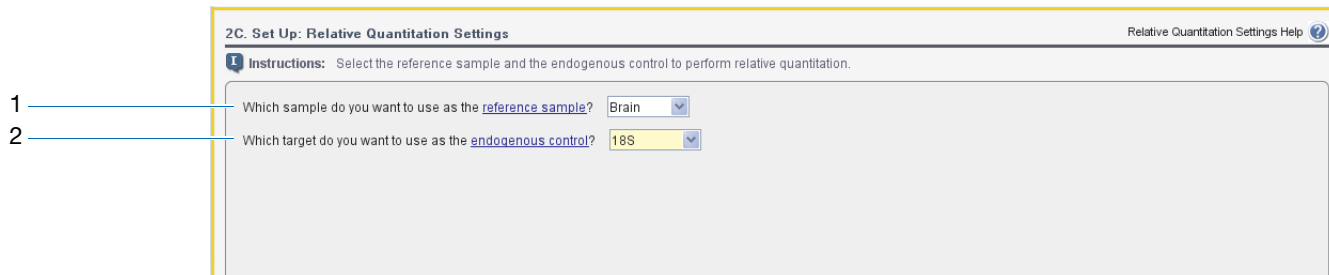 2C. Set Up: Relative Quantitation Settings
Relative Quantitation Settings Help ?
I Instructions: Select the reference sample and the endogenous control to perform relative quantitation.
1 Which sample do you want to use as the reference sample? Brain
2 Which target do you want to use as the endogenous control? 18S